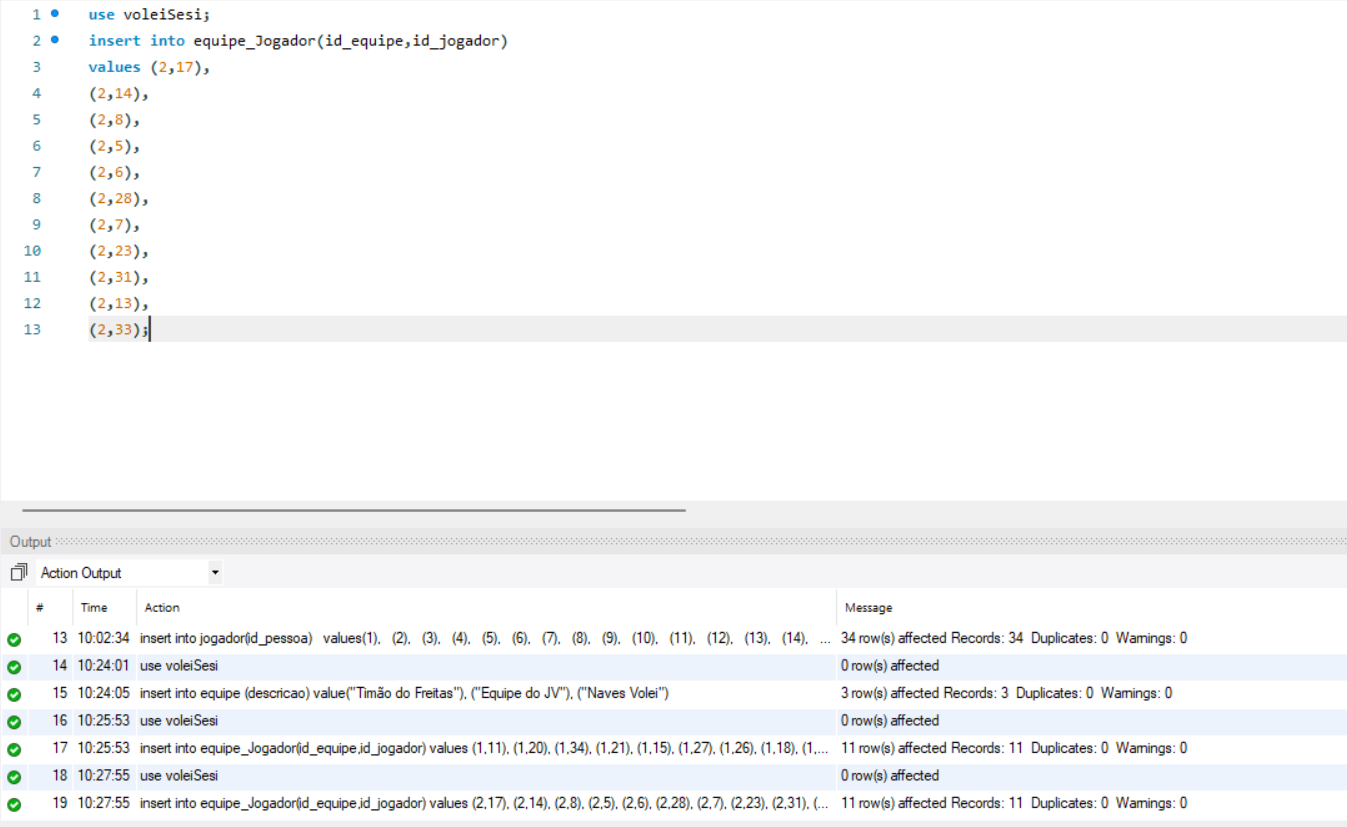 1 use voleiSesi;
2 insert into equipe_Jogador(id_equipe,id_jogador)
3 values (2,17),
4 (2,14),
5 (2,8),
6 (2,5),
7 (2,6),
8 (2,28),
9 (2,7),
10 (2,23),
11 (2,31),
12 (2,13),
13 (2,33);
Output
Action Output
# Time Action Message
13 10:02:34 insert into jogador(id_pessoa) values(1), (2), (3), (4), (5), (6), (7), (8), (9), (10), (11), (12), (13), (14), ... 34 row(s) affected Records: 34 Duplicates: 0 Warnings: 0
14 10:24:01 use voleiSesi 0 row(s) affected
15 10:24:05 insert into equipe (descricao) value("Timão do Freitas"), ("Equipe do JV"), ("Naves Volei") 3 row(s) affected Records: 3 Duplicates: 0 Warnings: 0
16 10:25:53 use voleiSesi 0 row(s) affected
17 10:25:53 insert into equipe_Jogador(id_equipe,id_jogador) values (1,11), (1,20), (1,34), (1,21), (1,15), (1,27), (1,26), (1,18), (1,... 11 row(s) affected Records: 11 Duplicates: 0 Warnings: 0
18 10:27:55 use voleiSesi 0 row(s) affected
19 10:27:55 insert into equipe_Jogador(id_equipe,id_jogador) values (2,17), (2,14), (2,8), (2,5), (2,6), (2,28), (2,7), (2,23), (2,31), (... 11 row(s) affected Records: 11 Duplicates: 0 Warnings: 0